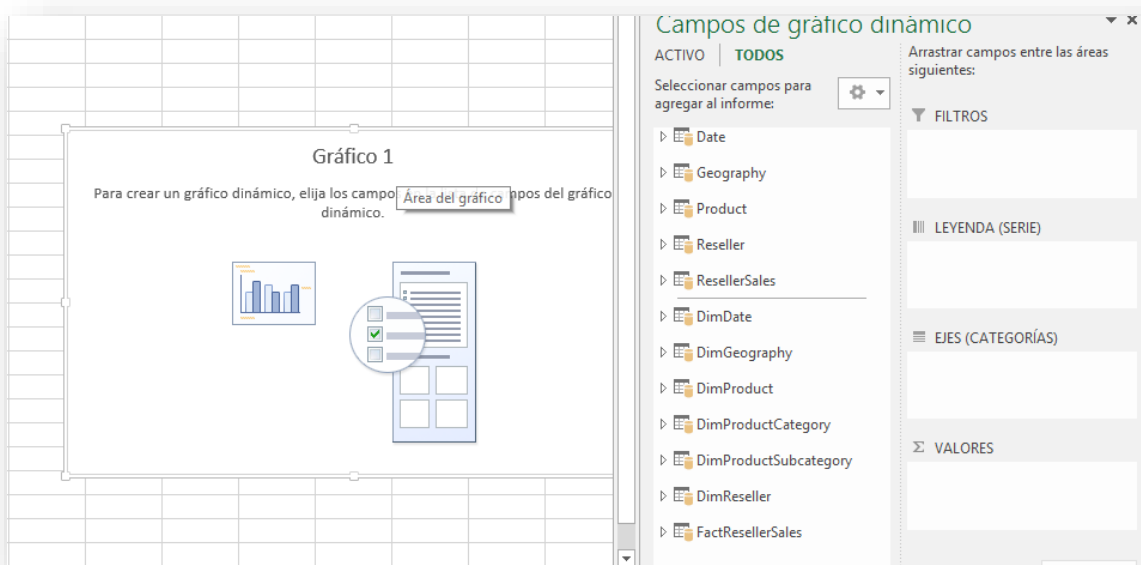 Campos de gráfico dinámico
ACTIVO
TODOS
Seleccionar campos para
agregar al informe:
Date
Geography
Product
Reseller
ResellerSales
DimDate
DimGeography
DimProduct
DimProductCategory
DimProductSubcategory
DimReseller
FactResellerSales
Arrastrar campos entre las áreas
siguientes:
FILTROS
LEYENDA (SERIE)
EJES (CATEGORÍAS)
Σ VALORES
Gráfico 1
Para crear un gráfico dinámico, elija los campos del gráfico
dinámico.
Área del gráfico